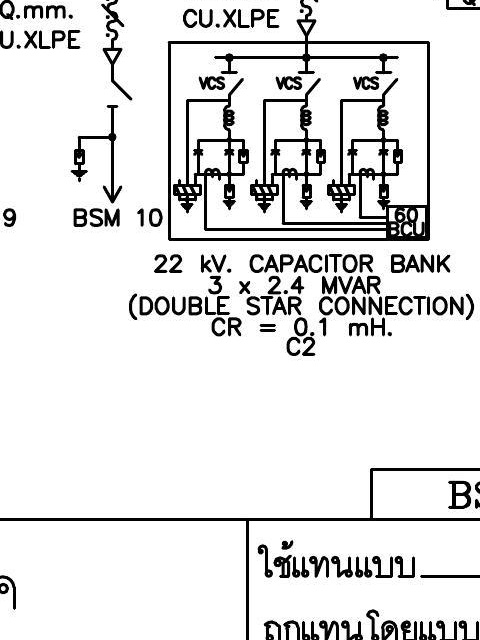 Q.mm.
CU.XLPE
U.XLPE
VCS
VCS
VCS
9
BSM 10
60
BCU
22 kV. CAPACITOR BANK
3 x 2.4 MVAR
(DOUBLE STAR CONNECTION)
CR = 0.1 mH.
C2
ใช้แทนแบบ
ถูกแทนโดยแบบ